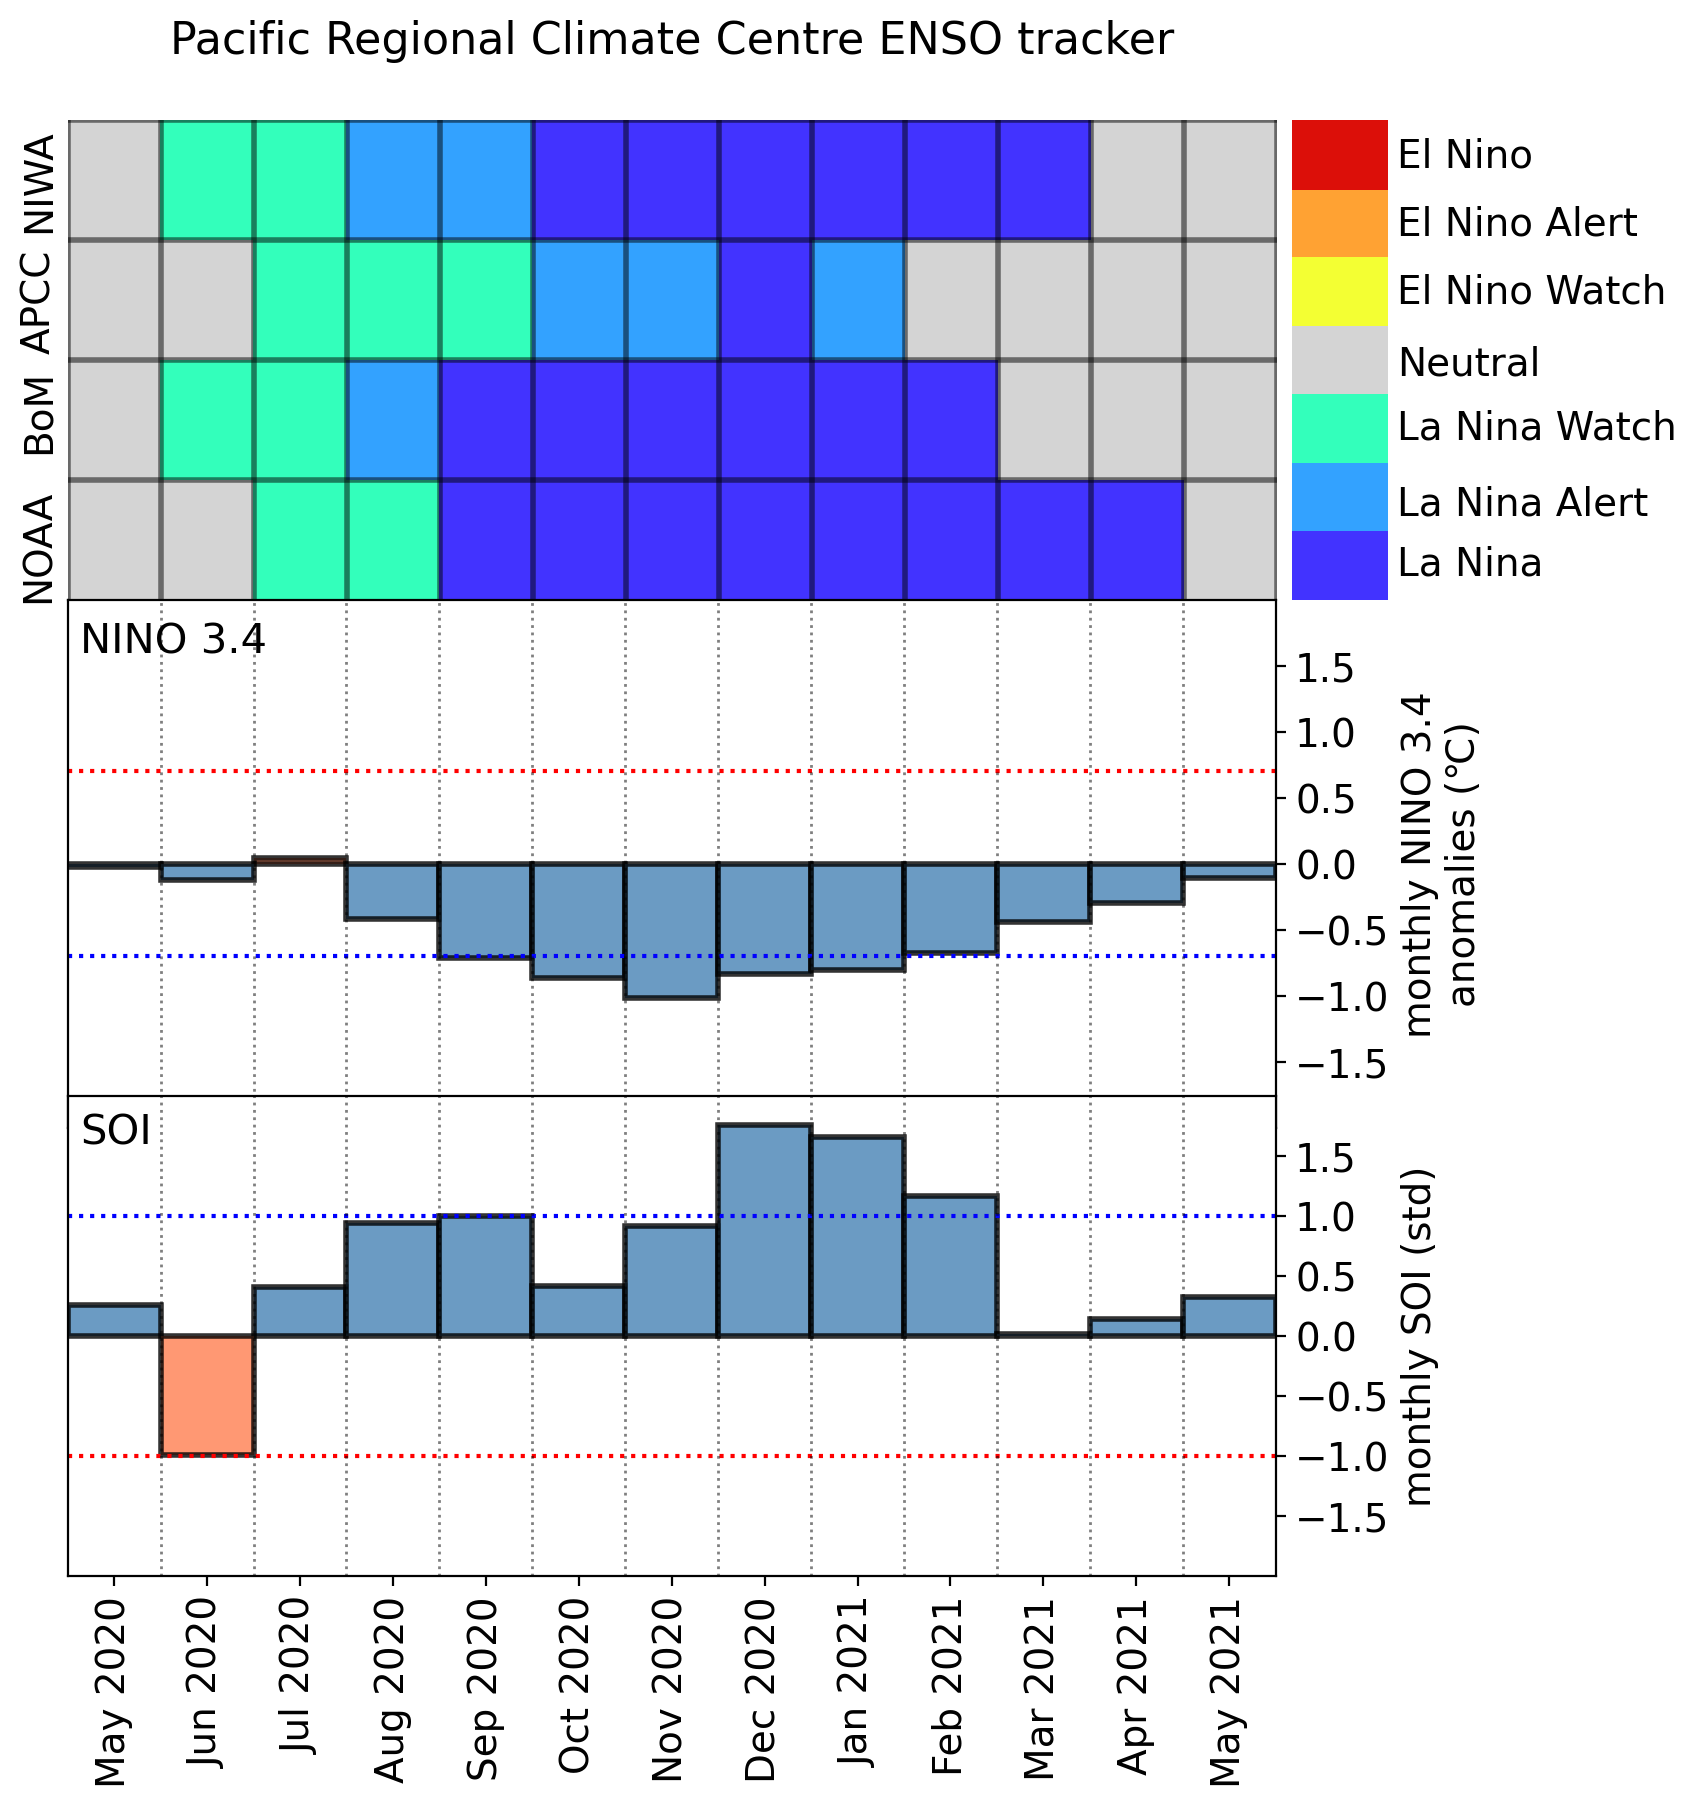 Pacific Regional Climate Centre ENSO tracker
NIWA
APCC
BoM
NOAA
El Nino
El Nino Alert
El Nino Watch
Neutral
La Nina Watch
La Nina Alert
La Nina
NINO 3.4
1.5
1.0
0.5
0.0
−0.5
−1.0
−1.5
monthly NINO 3.4
anomalies (°C)
SOI
1.5
1.0
0.5
0.0
−0.5
−1.0
−1.5
monthly SOI (std)
May 2020
Jun 2020
Jul 2020
Aug 2020
Sep 2020
Oct 2020
Nov 2020
Dec 2020
Jan 2021
Feb 2021
Mar 2021
Apr 2021
May 2021